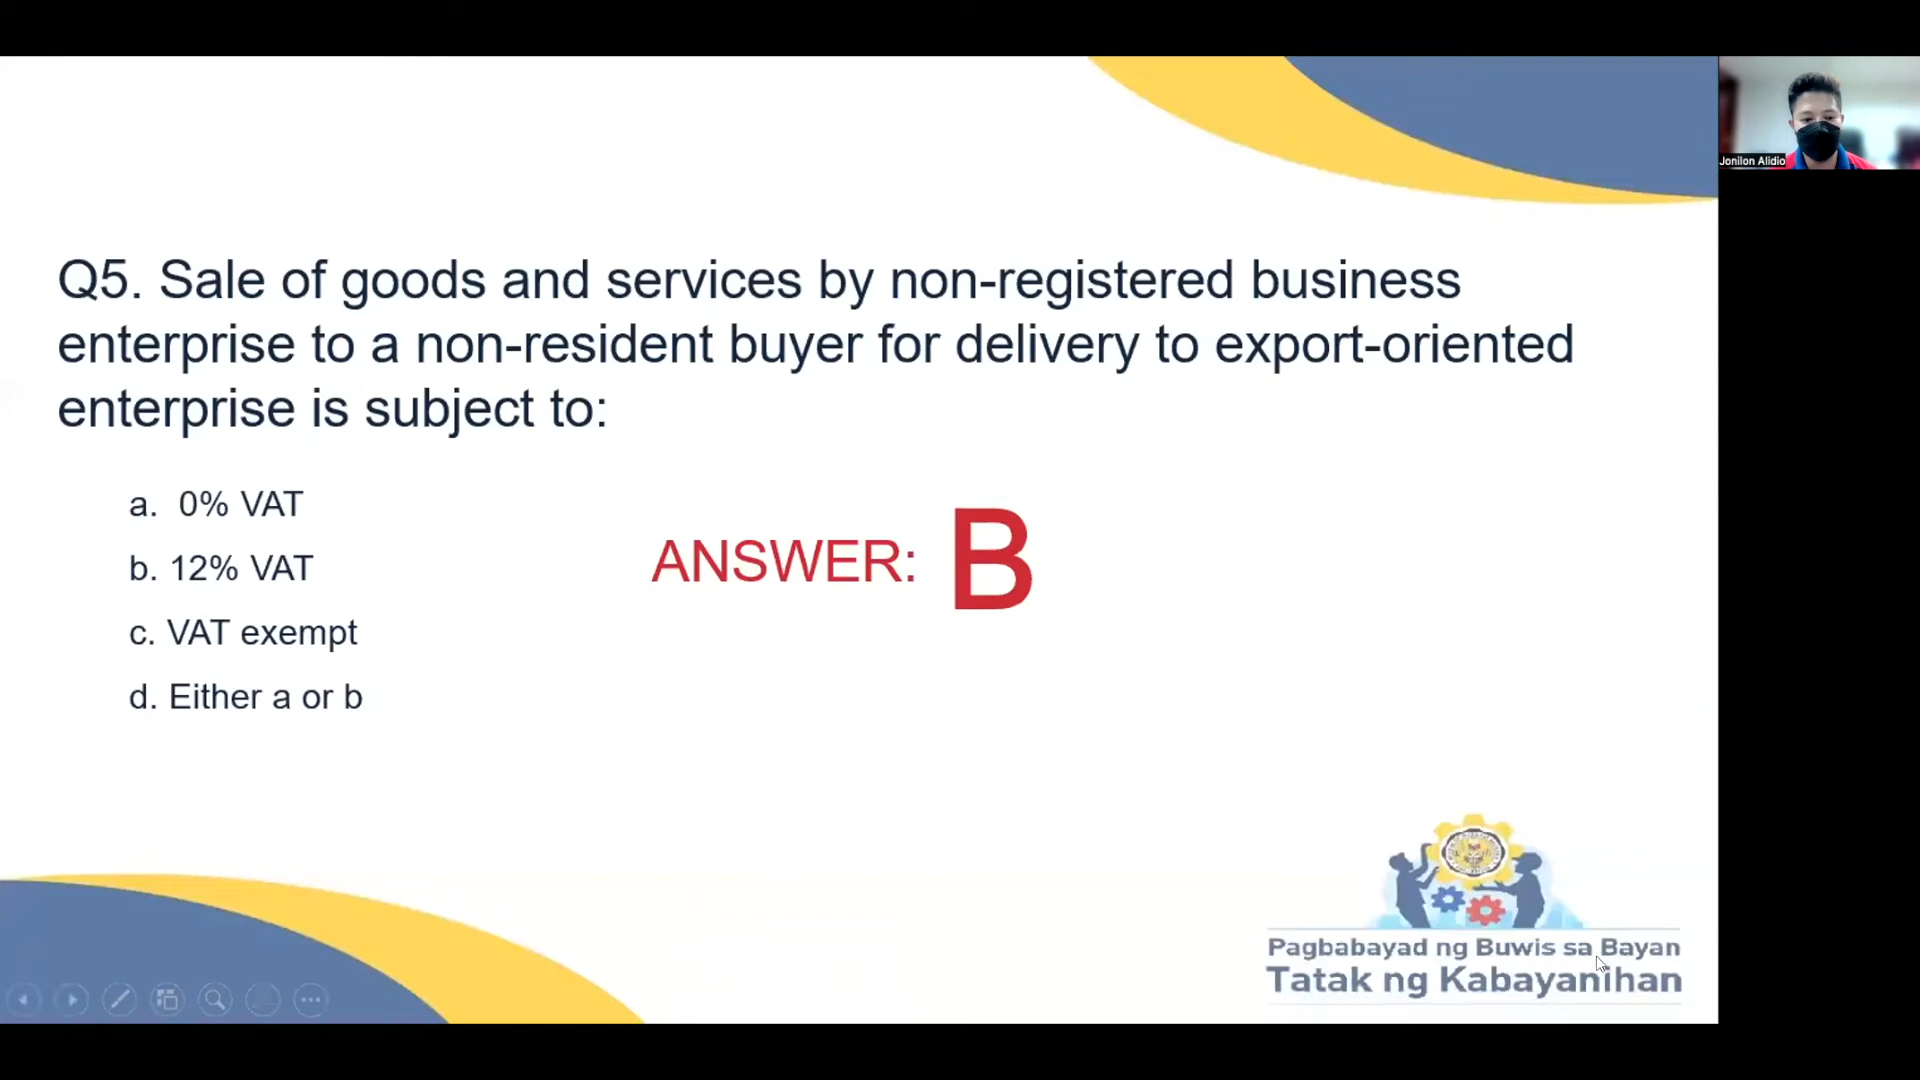 Jonilon Alidio
Q5. Sale of goods and services by non-registered business
enterprise to a non-resident buyer for delivery to export-oriented
enterprise is subject to:
a. 0% VAT
b. 12% VAT
c. VAT exempt
d. Either a or b
ANSWER: B
Pagbabayad ng Buwis sa Bayan
Tatak ng Kabayanihan